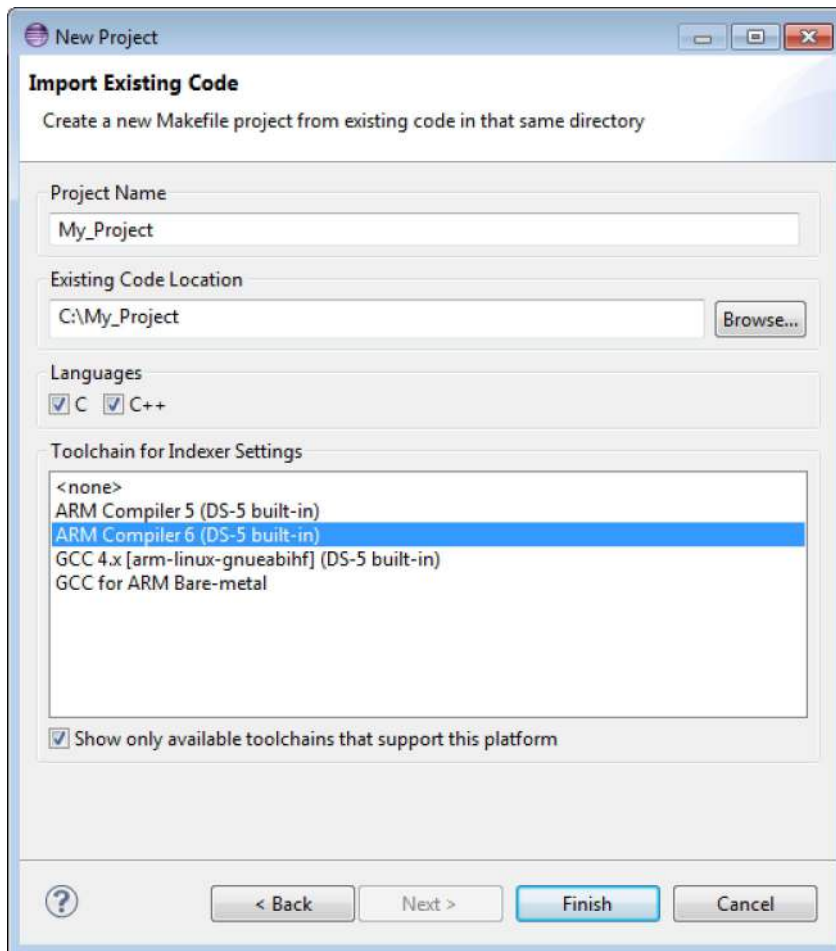 New Project
Import Existing Code
Create a new Makefile project from existing code in that same directory
Project Name
My_Project
Existing Code Location
C:\My_Project
Browse...
Languages
C C++
Toolchain for Indexer Settings
<none>
ARM Compiler 5 (DS-5 built-in)
ARM Compiler 6 (DS-5 built-in)
GCC 4.x [arm-linux-gnueabihf] (DS-5 built-in)
GCC for ARM Bare-metal
Show only available toolchains that support this platform
? < Back Next > Finish Cancel